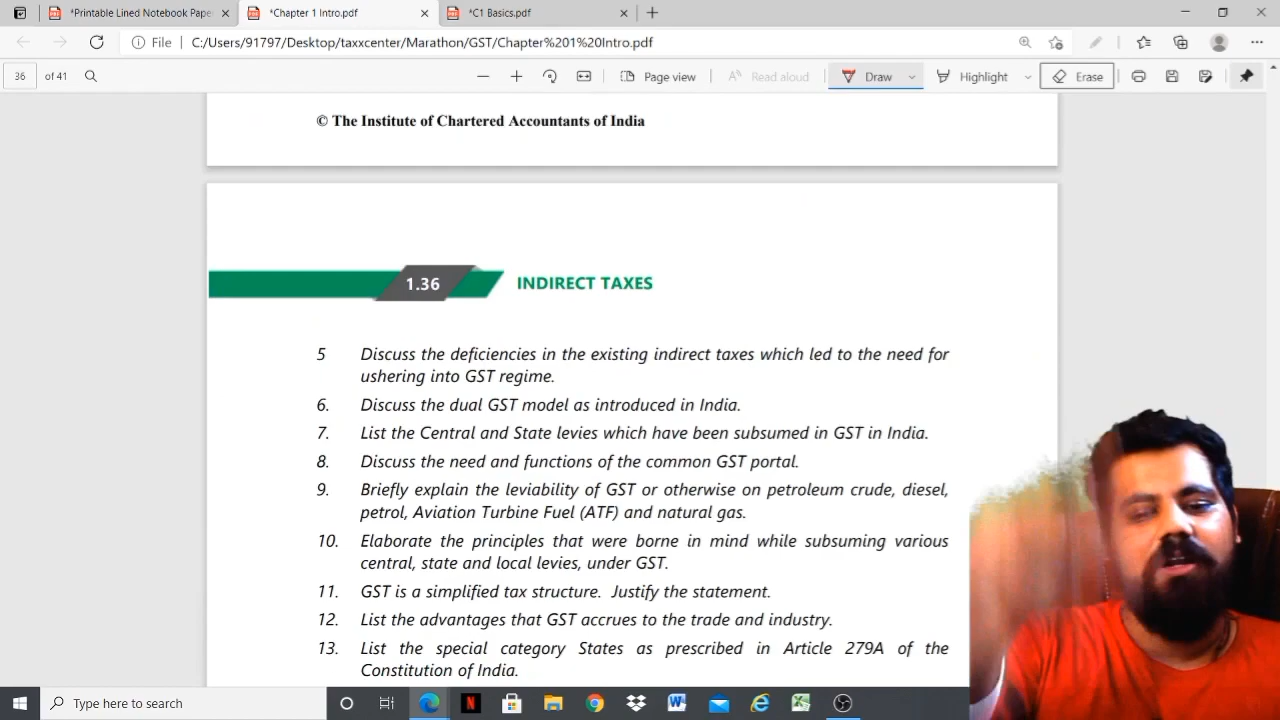 *Printable Lined Notebook Pape
*Chapter 1 Intro.pdf
*C1 Basics.pdf
File
C:/Users/91797/Desktop/taxxcenter/Marathon/GST/Chapter%201%20Intro.pdf
36 of 41
Page view
Read aloud
Draw
Highlight
Erase
© The Institute of Chartered Accountants of India
1.36 INDIRECT TAXES
5 Discuss the deficiencies in the existing indirect taxes which led to the need for
ushering into GST regime.
6. Discuss the dual GST model as introduced in India.
7. List the Central and State levies which have been subsumed in GST in India.
8. Discuss the need and functions of the common GST portal.
9. Briefly explain the leviability of GST or otherwise on petroleum crude, diesel,
petrol, Aviation Turbine Fuel (ATF) and natural gas.
10. Elaborate the principles that were borne in mind while subsuming various
central, state and local levies, under GST.
11. GST is a simplified tax structure. Justify the statement.
12. List the advantages that GST accrues to the trade and industry.
13. List the special category States as prescribed in Article 279A of the
Constitution of India.
Type here to search